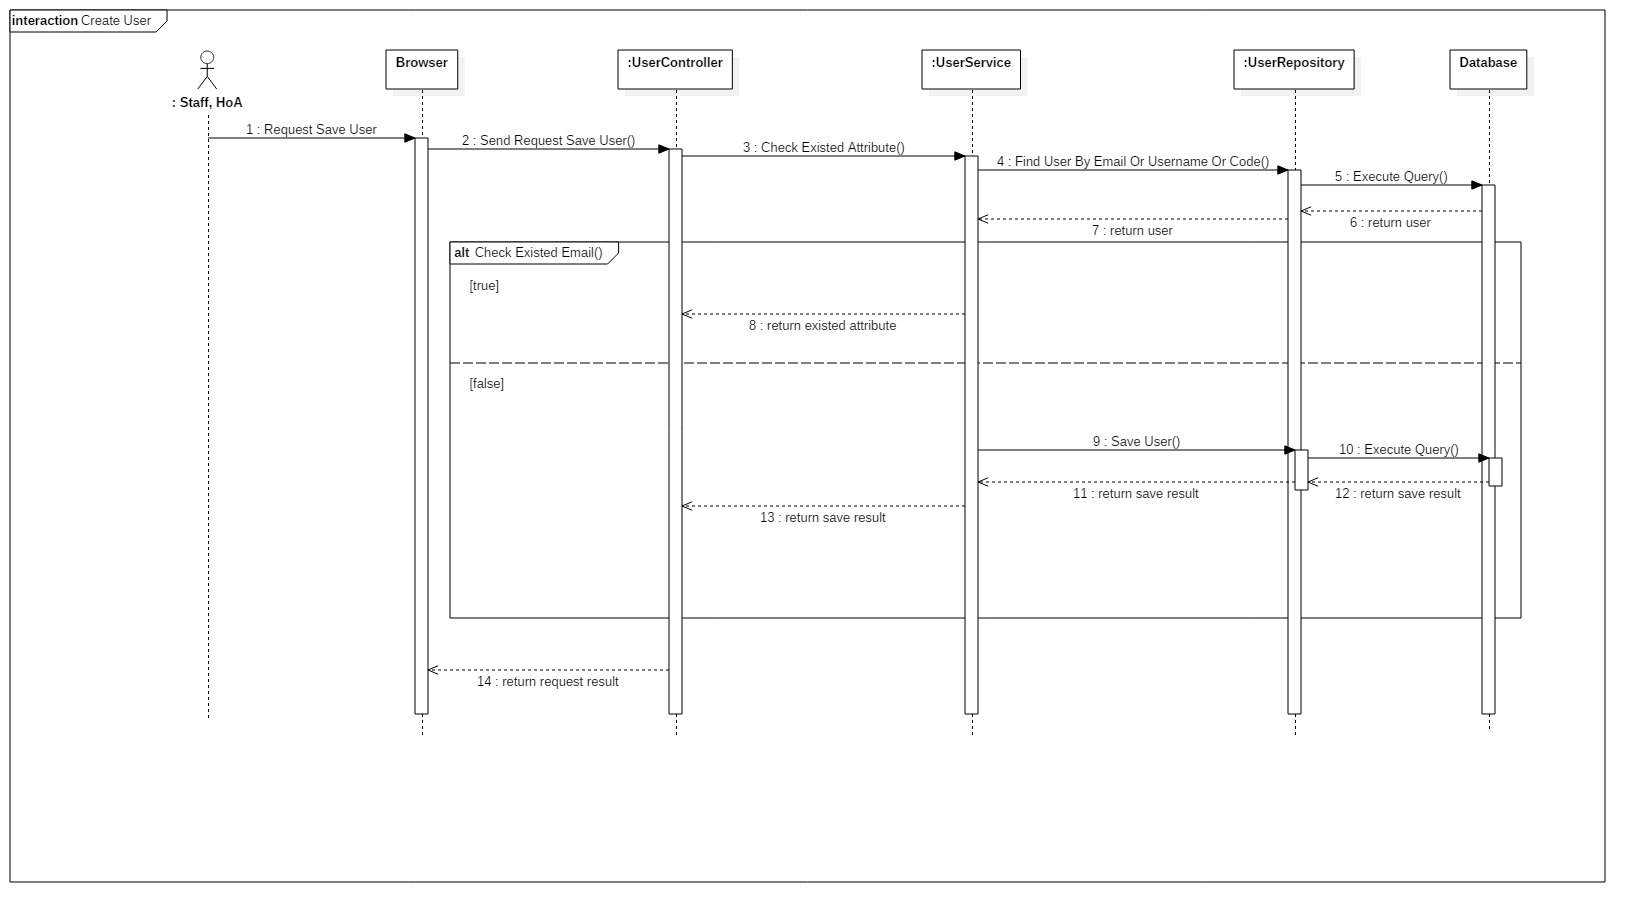 interaction Create User
: Staff, HoA
Browser
:UserController
:UserService
:UserRepository
Database
1 : Request Save User
2 : Send Request Save User()
3 : Check Existed Attribute()
4 : Find User By Email Or Username Or Code()
5 : Execute Query()
6 : return user
7 : return user
alt Check Existed Email()
[true]
8 : return existed attribute
[false]
9 : Save User()
10 : Execute Query()
11 : return save result
12 : return save result
13 : return save result
14 : return request result